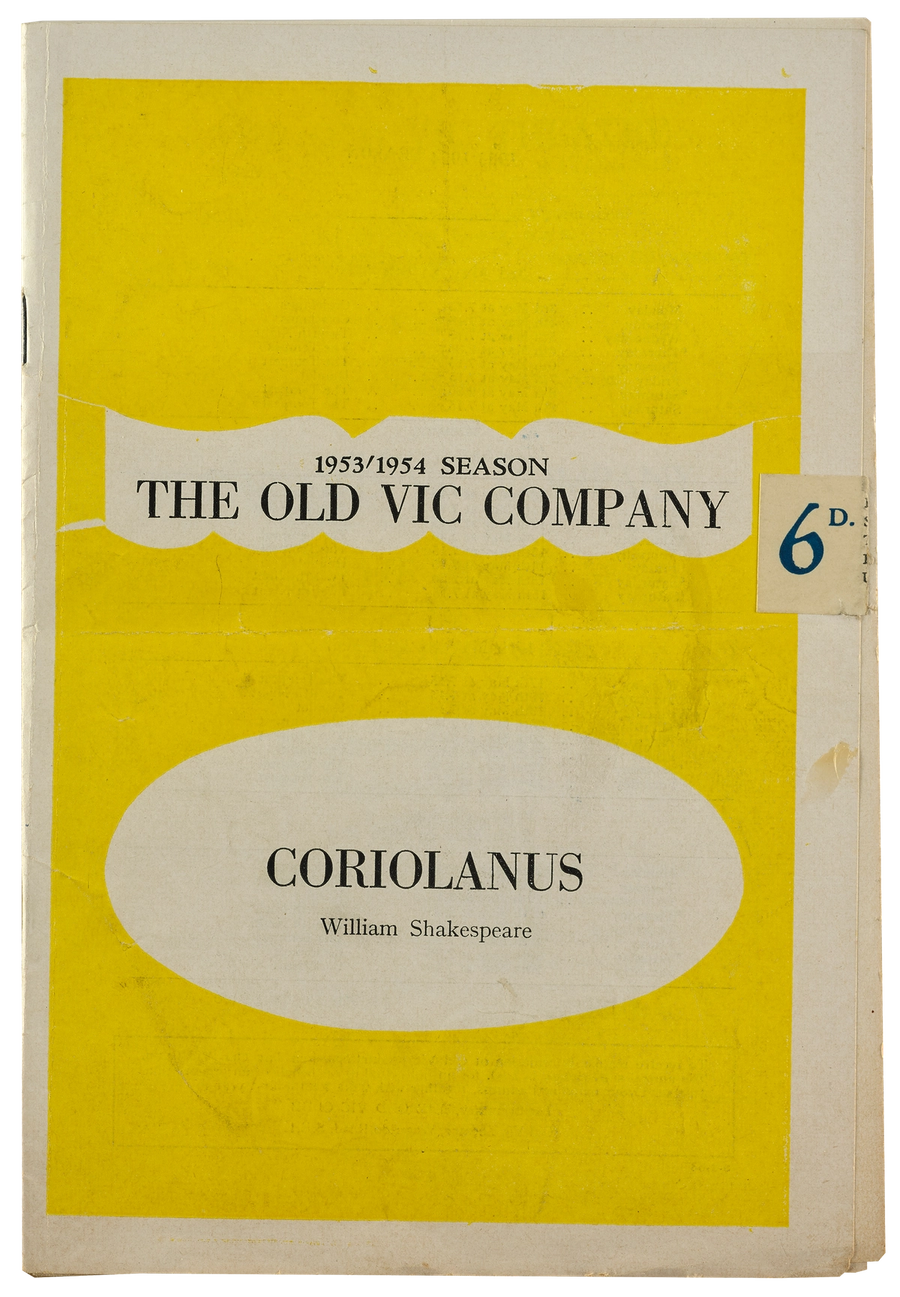 1953/1954 SEASON
THE OLD VIC COMPANY
6D.
CORIOLANUS
William Shakespeare